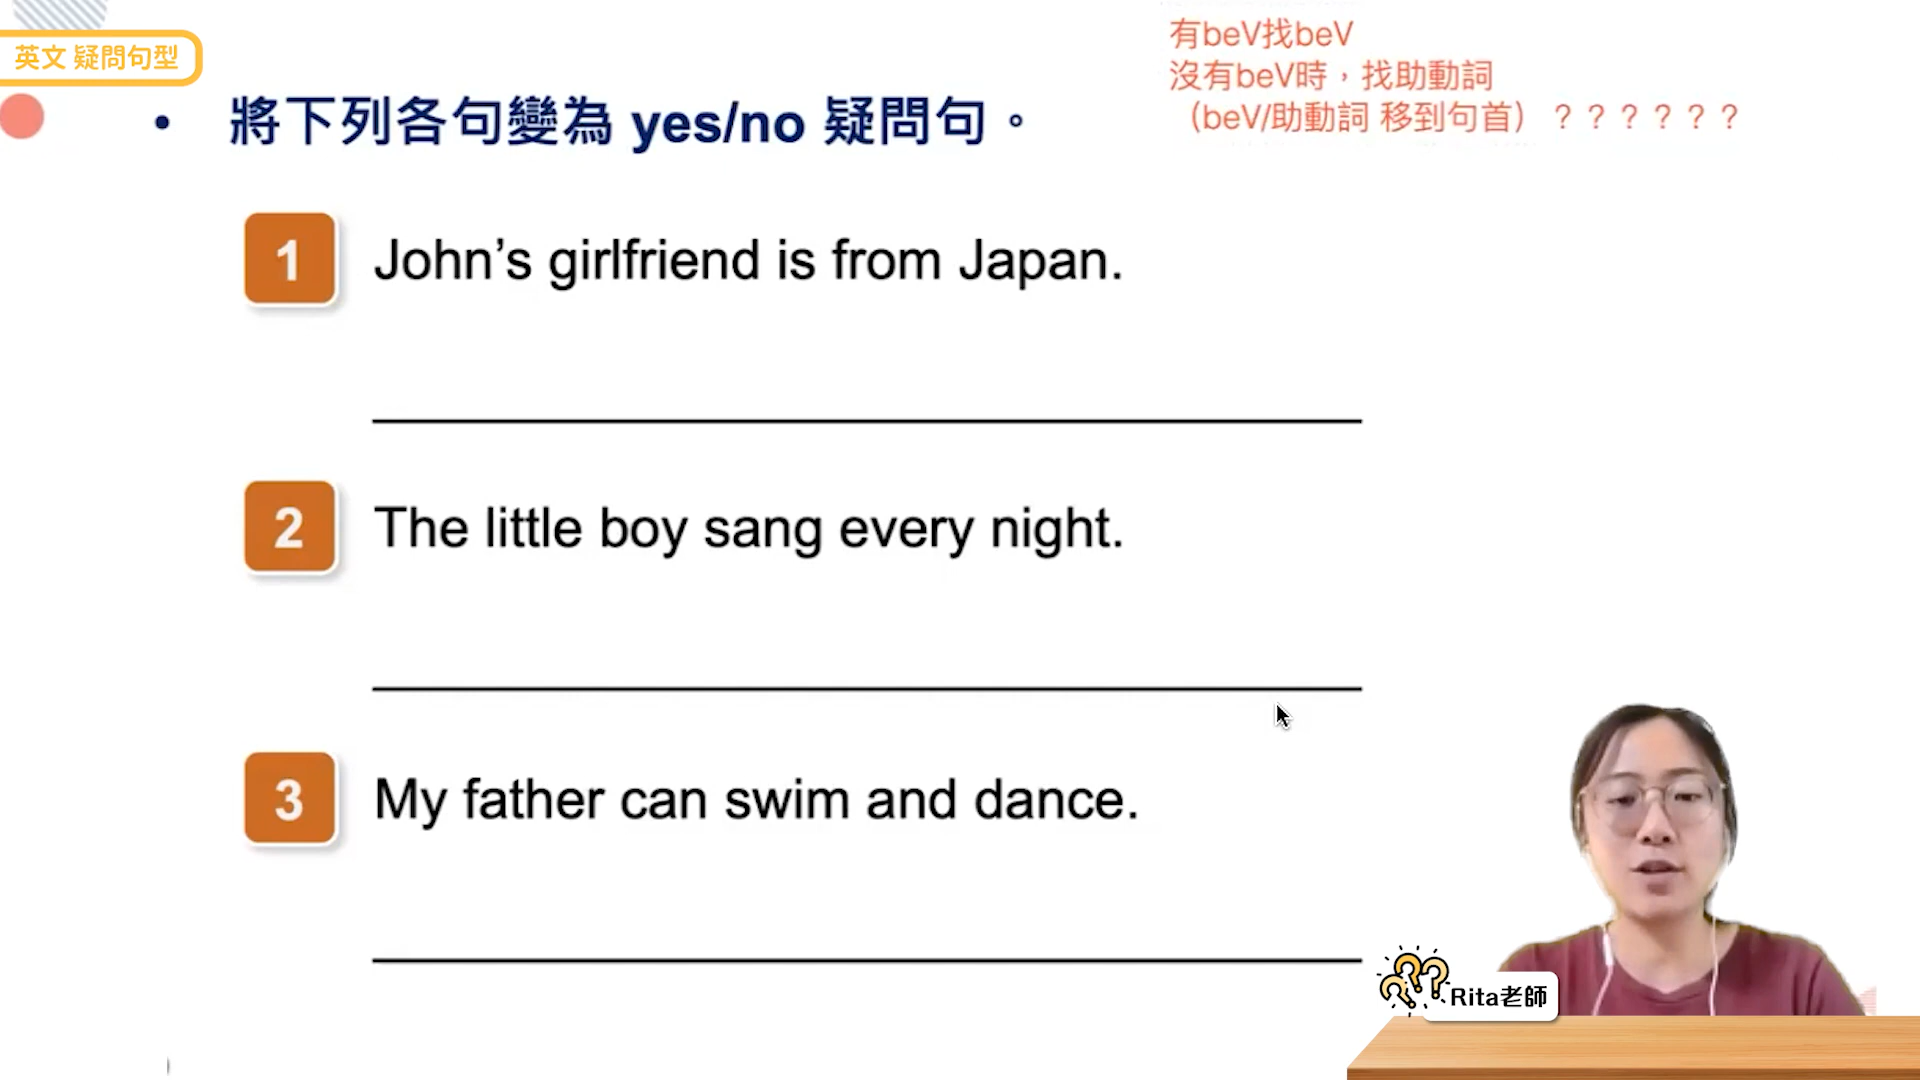 英文 疑問句型
有beV找beV
沒有beV時，找助動詞
（beV/助動詞 移到句首）？？？？？？
• 將下列各句變為 yes/no 疑問句。
1 John’s girlfriend is from Japan.
2 The little boy sang every night.
3 My father can swim and dance.
Rita老師